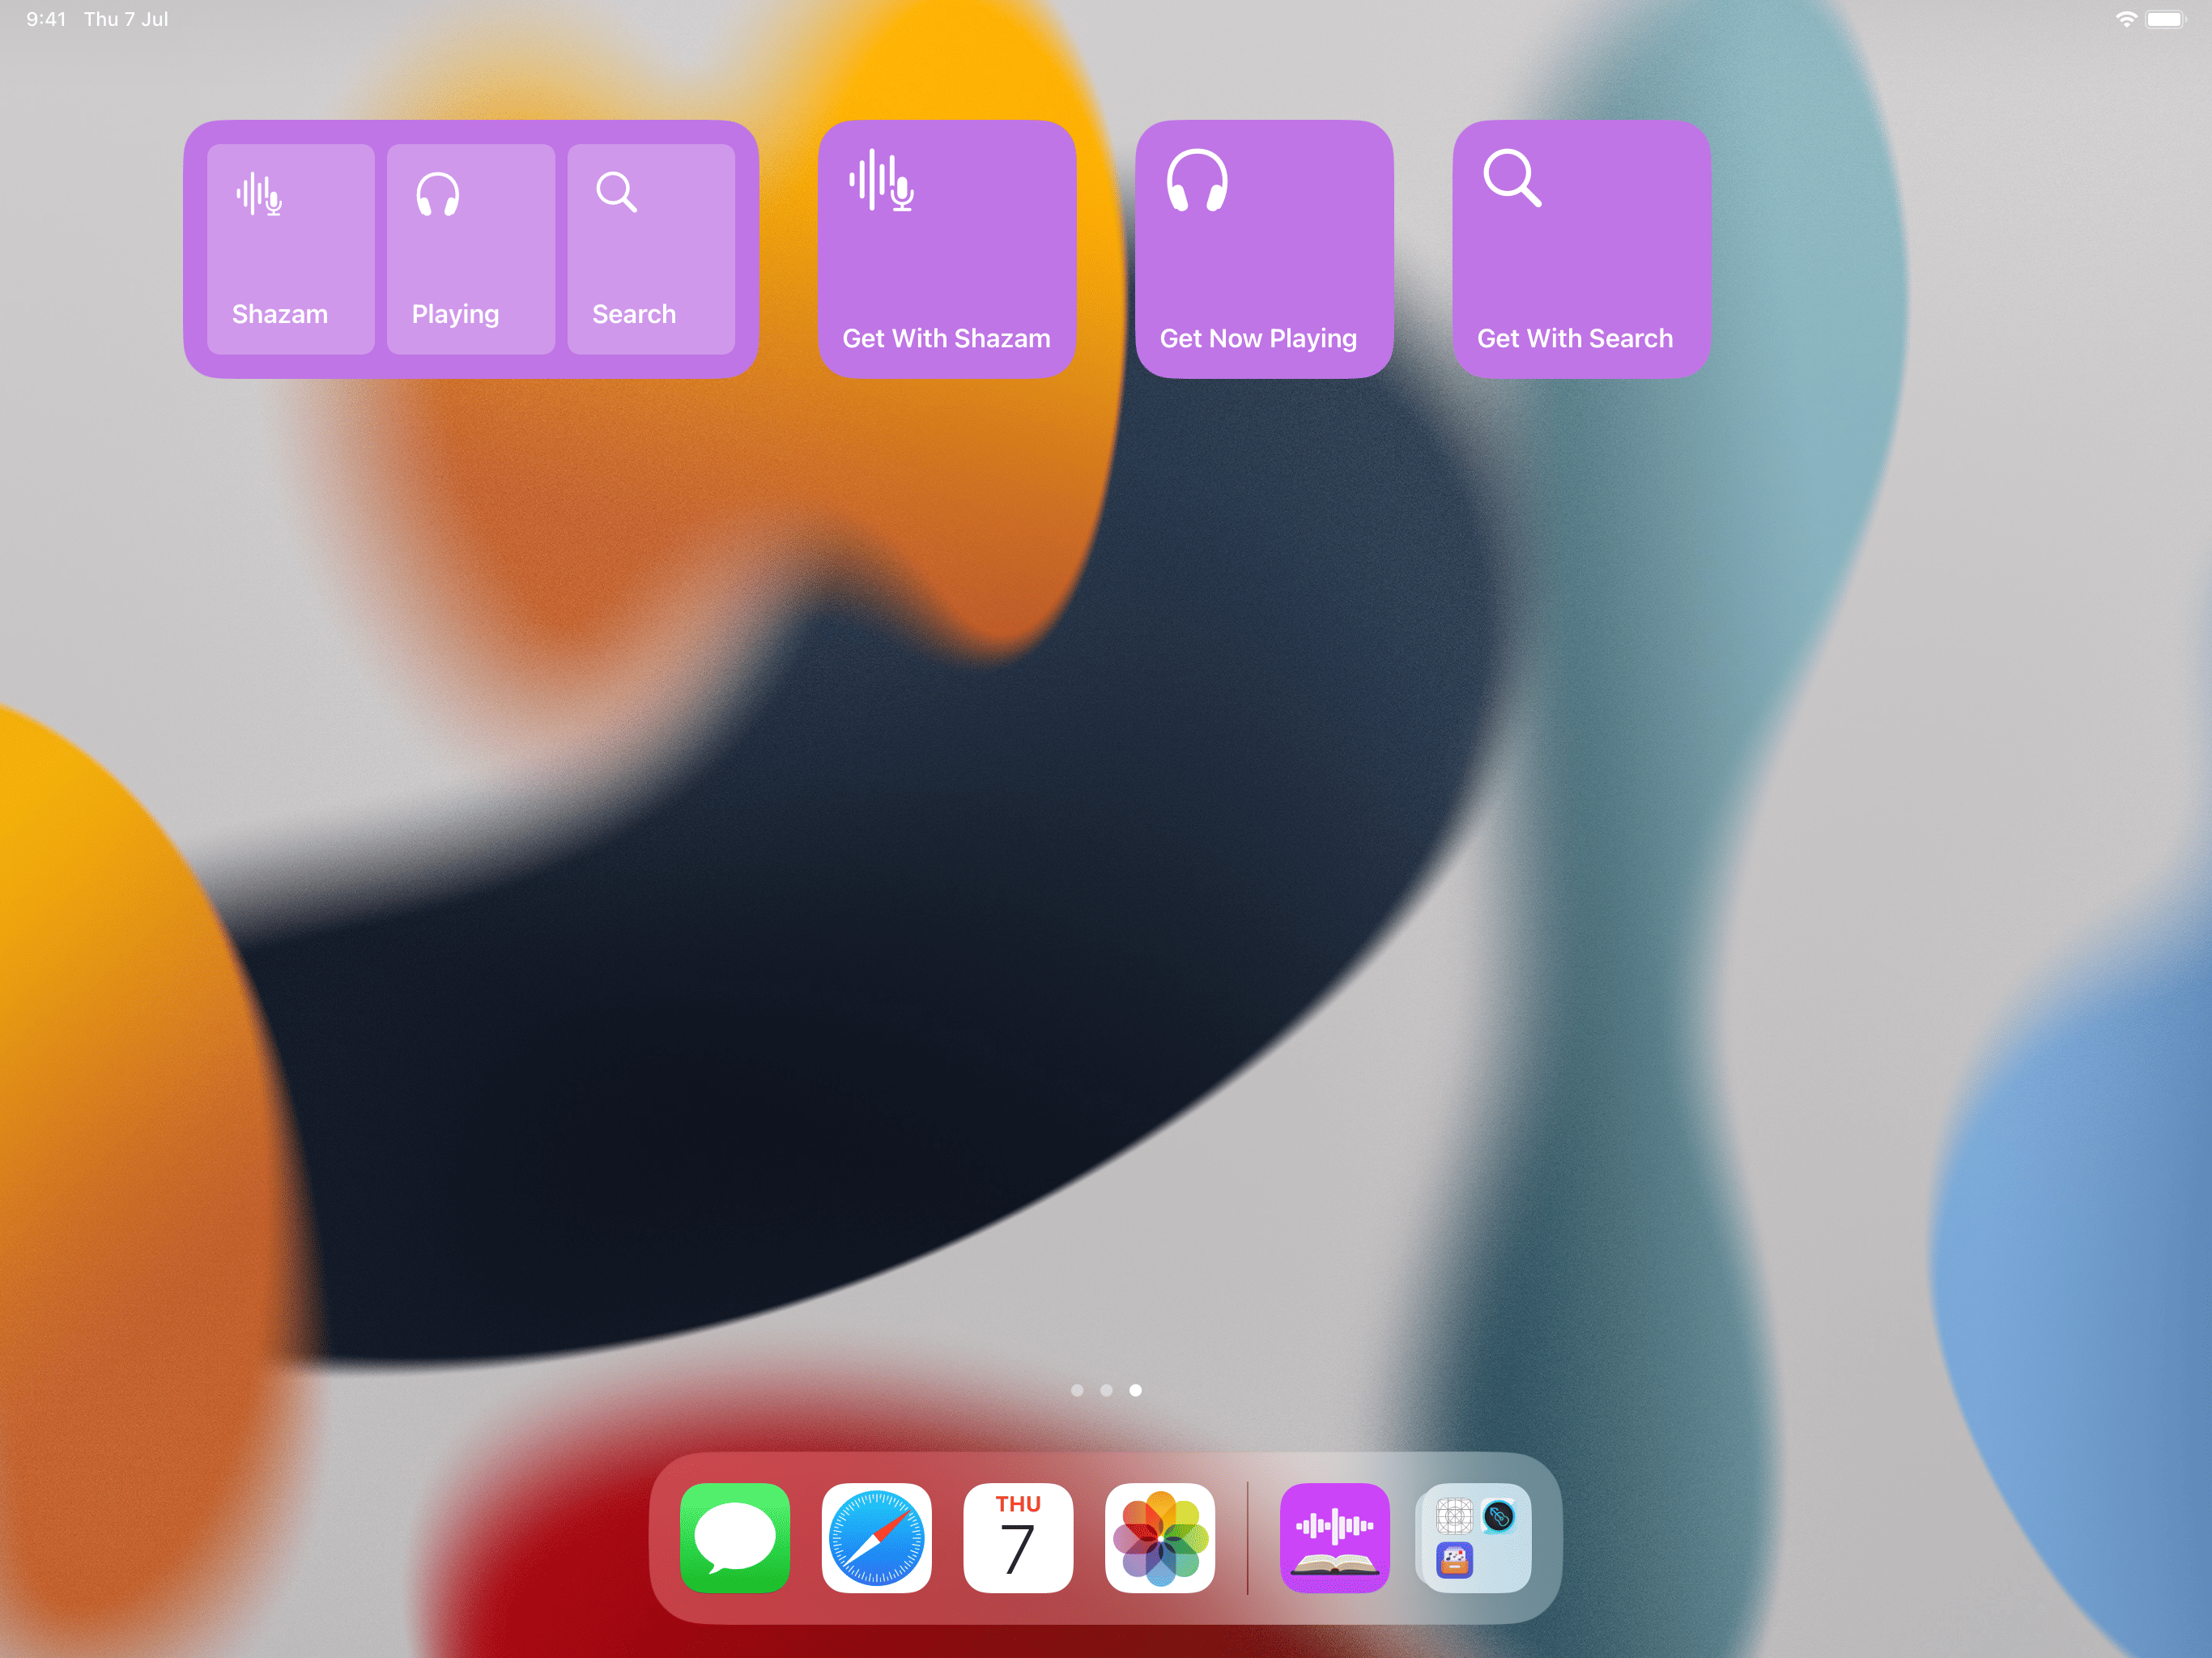 9:41 Thu 7 Jul
Shazam
Playing
Search
Get With Shazam
Get Now Playing
Get With Search
THU
7